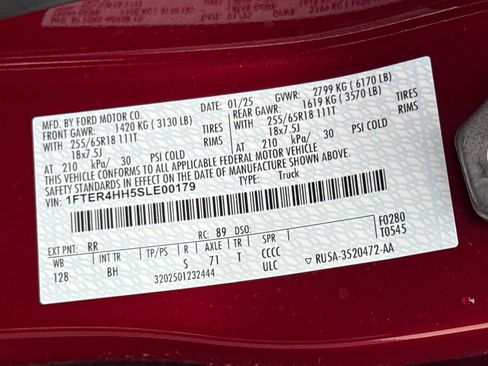 MFD. BY FORD MOTOR CO.
DATE: 01/25 GVWR: 2799 KG ( 6170 LB)
FRONT GAWR: 1420 KG ( 3130 LB) REAR GAWR: 1619 KG ( 3570 LB)
WITH 255/65R18 111T TIRES WITH 255/65R18 111T TIRES
18x7.5J 18x7.5J
AT 210 kPa/ 30 PSI COLD AT 210 kPa/ 30 PSI COLD
THIS VEHICLE CONFORMS TO ALL APPLICABLE FEDERAL MOTOR VEHICLE
SAFETY STANDARDS IN EFFECT ON THE DATE OF MANUFACTURE SHOWN ABOVE.
VIN: 1FTER4HH5SLE00179 TYPE: Truck
EXT PNT: RR RC: 89
F0280
T0545
WB INT TR TP/PS R AXLE TR SPR
128 BH S 71 T CCCC
3202501232444 ULC ▽ RU5A-3520472-AA